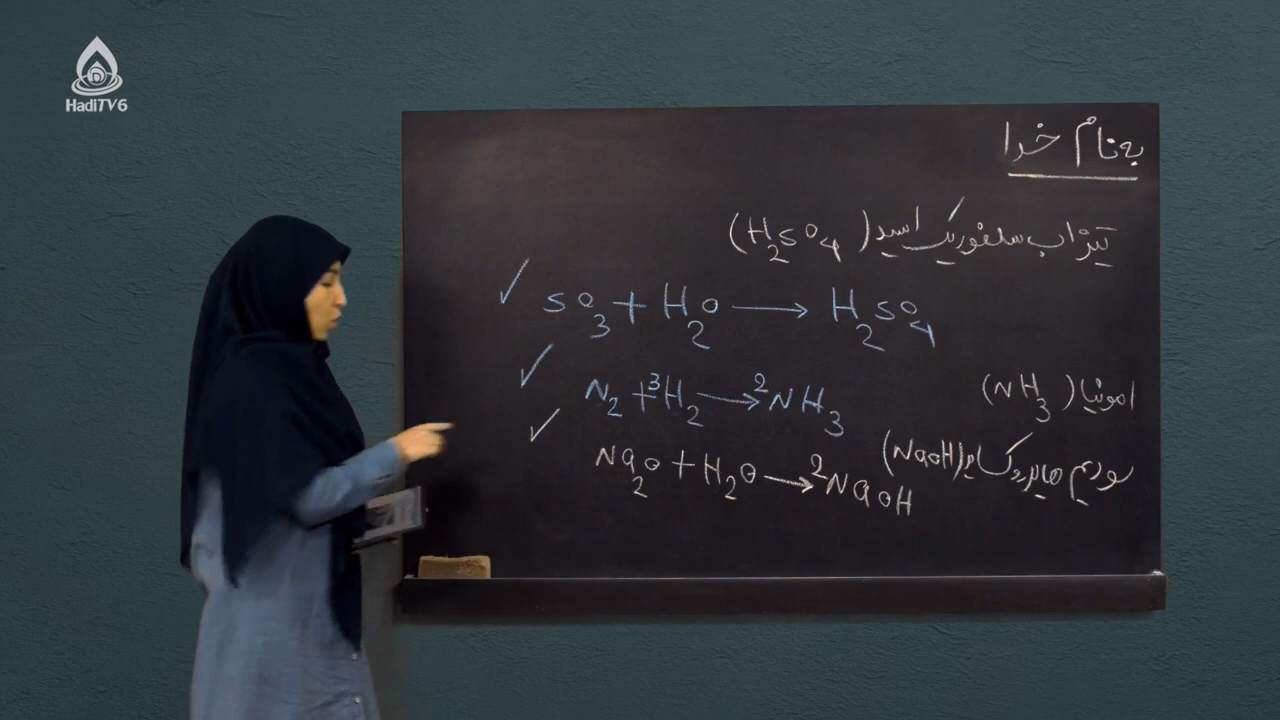 HadiTV6
به نام خدا
تیزاب سلفوریک اسید (H₂SO₄)
SO₃ + H₂O → H₂SO₄
امونیا (NH₃)
N₂ + 3H₂ → 2NH₃
سودیم هایدروکساید (NaOH)
Na₂O + H₂O → 2NaOH